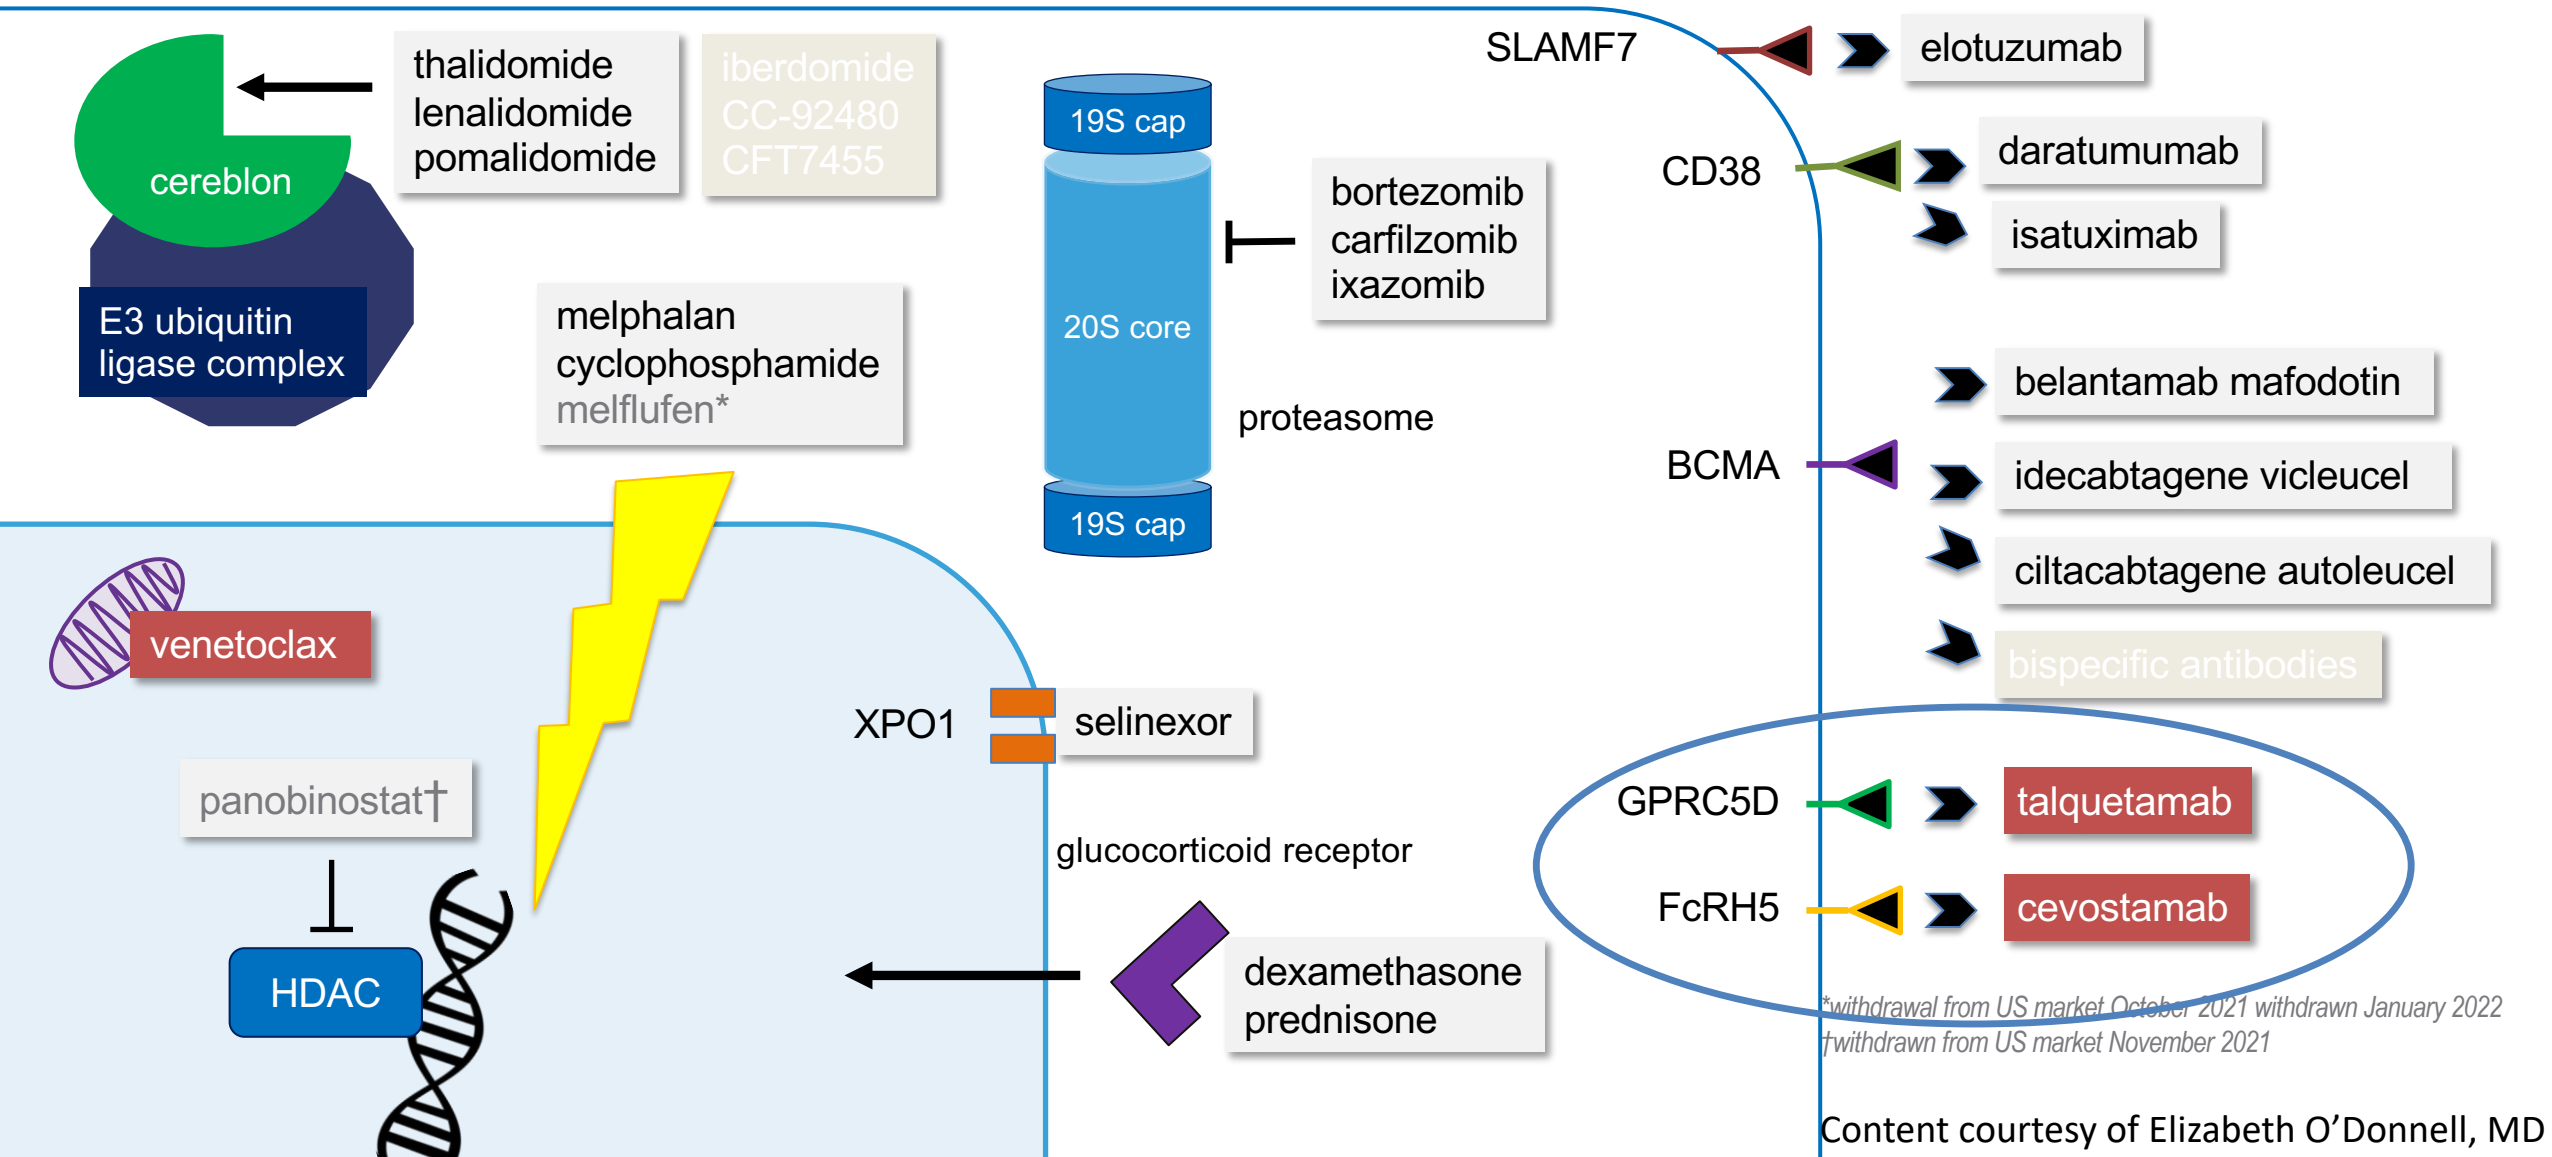 thalidomide
lenalidomide
pomalidomide
iberdomide
CC-92480
CFT7455
cereblon
E3 ubiquitin
ligase complex
melphalan
cyclophosphamide
melflufen*
19S cap
20S core
19S cap
proteasome
bortezomib
carfilzomib
ixazomib
SLAMF7
elotuzumab
CD38
daratumumab
isatuximab
BCMA
belantamab mafodotin
idecabtagene vicleucel
ciltacabtagene autoleucel
bispecific antibodies
venetoclax
panobinostat†
HDAC
XPO1
selinexor
glucocorticoid receptor
dexamethasone
prednisone
GPRC5D
talquetamab
FcRH5
cevostamab
*withdrawal from US market October 2021 withdrawn January 2022
†withdrawn from US market November 2021
Content courtesy of Elizabeth O’Donnell, MD